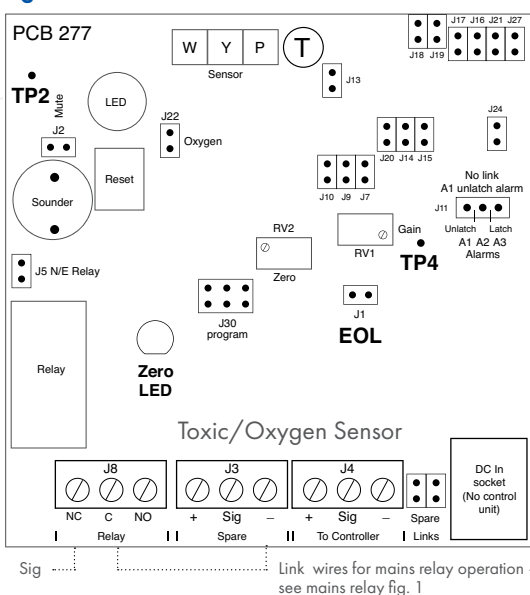 PCB 277
W Y P
T
Sensor
J13
J18 J19
J17 J16 J21 J27
TP2
Mute
J2
LED
J22
Oxygen
J24
J20 J14 J15
Sounder
Reset
J10 J9 J7
No link
A1 unlatch alarm
J11
Unlatch Latch
A1 A2 A3
Alarms
RV2
Zero
RV1
Gain
TP4
J5 N/E Relay
J30
program
J1
EOL
Relay
Zero
LED
Toxic/Oxygen Sensor
J8
NC C NO
Relay
J3
+ Sig –
Spare
J4
+ Sig –
To Controller
Spare
Links
DC In
socket
(No control
unit)
Sig
Link wires for mains relay operation
see mains relay fig. 1